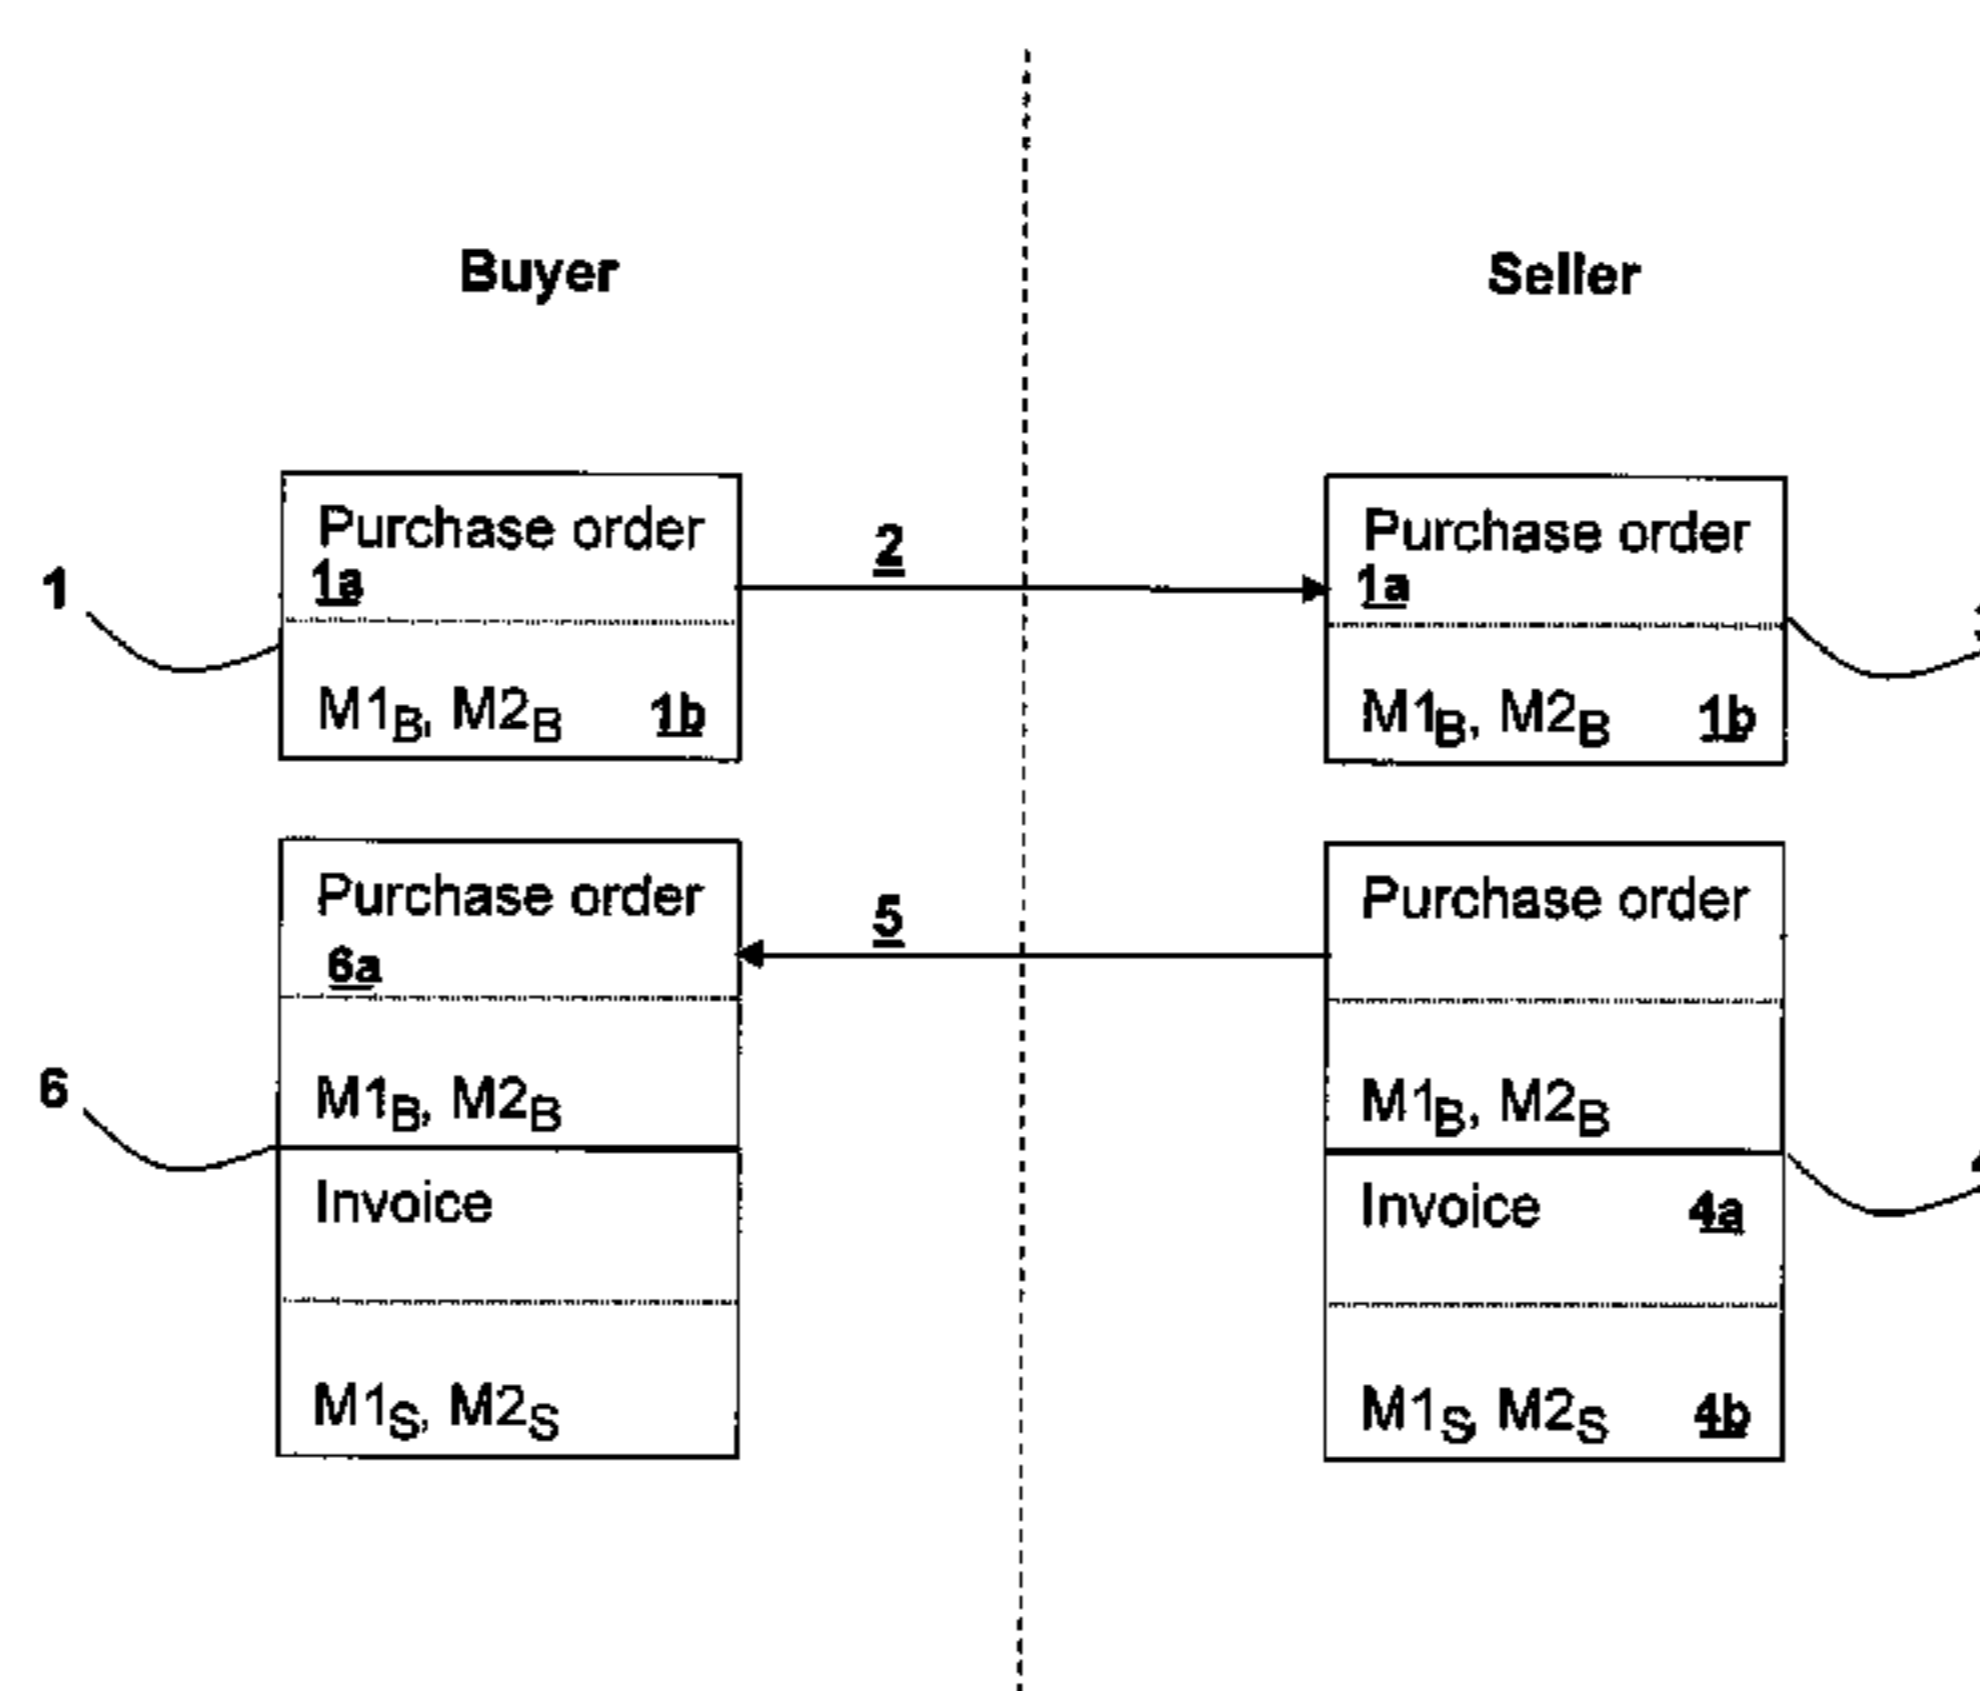 Buyer
Seller
Purchase order
1a
M1B, M2B 1b
1
2
Purchase order
1a
M1B, M2B 1b
Purchase order
6a
M1B, M2B
Invoice
M1S, M2S
6
5
Purchase order
M1B, M2B
Invoice 4a
M1S M2S 4b